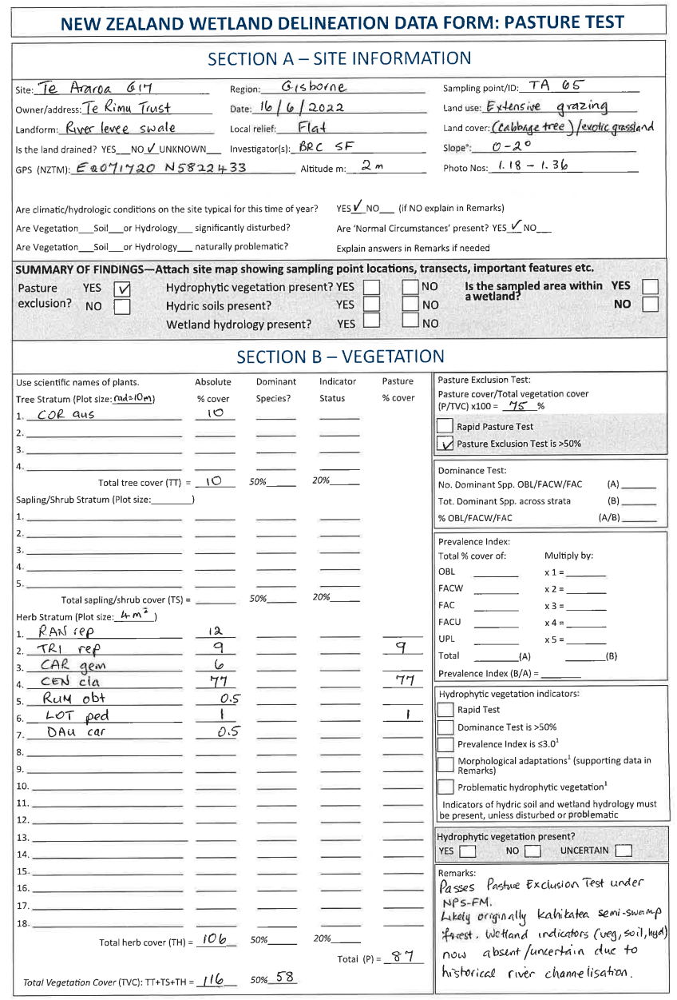 NEW ZEALAND WETLAND DELINEATION DATA FORM: PASTURE TEST
SECTION A – SITE INFORMATION
Site: Te Araroa G17 Region: Gisborne Sampling point/ID: TA 65
Owner/address: Te Rimu Trust Date: 16/6/2022 Land use: Extensive grazing
Landform: River levee swale Local relief: Flat Land cover: (cabbage tree)/exotic grassland
Is the land drained? YES__NO ✓ UNKNOWN__ Investigator(s): BRC SF Slope°: 0-2°
GPS (NZTM): E2071720 N5822433 Altitude m: 2m Photo Nos: 1.18 - 1.36
Are climatic/hydrologic conditions on the site typical for this time of year? YES ✓ NO__ (if NO explain in Remarks)
Are Vegetation__Soil__or Hydrology__ significantly disturbed? Are 'Normal Circumstances' present? YES ✓ NO__
Are Vegetation__Soil__or Hydrology__ naturally problematic? Explain answers in Remarks if needed
SUMMARY OF FINDINGS—Attach site map showing sampling point locations, transects, important features etc.
Pasture exclusion? YES ✓ NO
Hydrophytic vegetation present? YES NO
Hydric soils present? YES NO
Wetland hydrology present? YES NO
Is the sampled area within a wetland? YES NO
SECTION B – VEGETATION
Use scientific names of plants. Absolute Dominant Indicator Pasture
Tree Stratum (Plot size: rad=10m) % cover Species? Status % cover
1. COR aus 10
2.
3.
4.
Total tree cover (TT) = 10 50% 20%
Sapling/Shrub Stratum (Plot size:______)
1.
2.
3.
4.
5.
Total sapling/shrub cover (TS) = 50% 20%
Herb Stratum (Plot size: 4m²)
1. RAN rep 12
2. TRI rep 9 9
3. CAR gem 6
4. CEN cla 77 77
5. RUM obt 0.5
6. LOT ped 1 1
7. DAU car 0.5
8.
9.
10.
11.
12.
13.
14.
15.
16.
17.
18.
Total herb cover (TH) = 106 50% 20%
Total (P) = 87
Total Vegetation Cover (TVC): TT+TS+TH = 116 50% 58
Pasture Exclusion Test:
Pasture cover/Total vegetation cover
(P/TVC) x100 = 75 %
Rapid Pasture Test
✓ Pasture Exclusion Test is >50%
Dominance Test:
No. Dominant Spp. OBL/FACW/FAC (A)
Tot. Dominant Spp. across strata (B)
% OBL/FACW/FAC (A/B)
Prevalence Index:
Total % cover of: Multiply by:
OBL x 1 =
FACW x 2 =
FAC x 3 =
FACU x 4 =
UPL x 5 =
Total (A) (B)
Prevalence Index (B/A) =
Hydrophytic vegetation indicators:
Rapid Test
Dominance Test is >50%
Prevalence Index is ≤3.0¹
Morphological adaptations¹ (supporting data in
Remarks)
Problematic hydrophytic vegetation¹
Indicators of hydric soil and wetland hydrology must
be present, unless disturbed or problematic
Hydrophytic vegetation present?
YES NO UNCERTAIN
Remarks:
Passes Pasture Exclusion Test under
NPS-FM.
Likely originally kahikatea semi-swamp
forest. Wetland indicators (veg, soil, hyd)
now absent/uncertain due to
historical river channelisation.